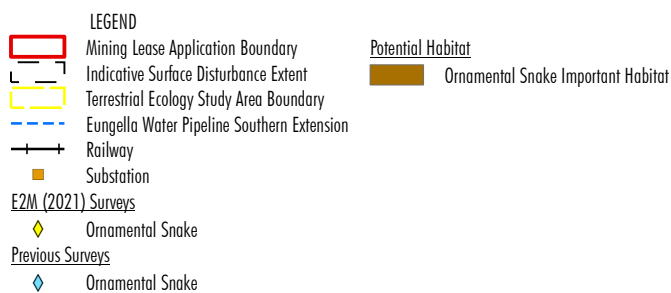 LEGEND
Mining Lease Application Boundary
Indicative Surface Disturbance Extent
Terrestrial Ecology Study Area Boundary
Eungella Water Pipeline Southern Extension
Railway
Substation
E2M (2021) Surveys
Ornamental Snake
Previous Surveys
Ornamental Snake
Potential Habitat
Ornamental Snake Important Habitat